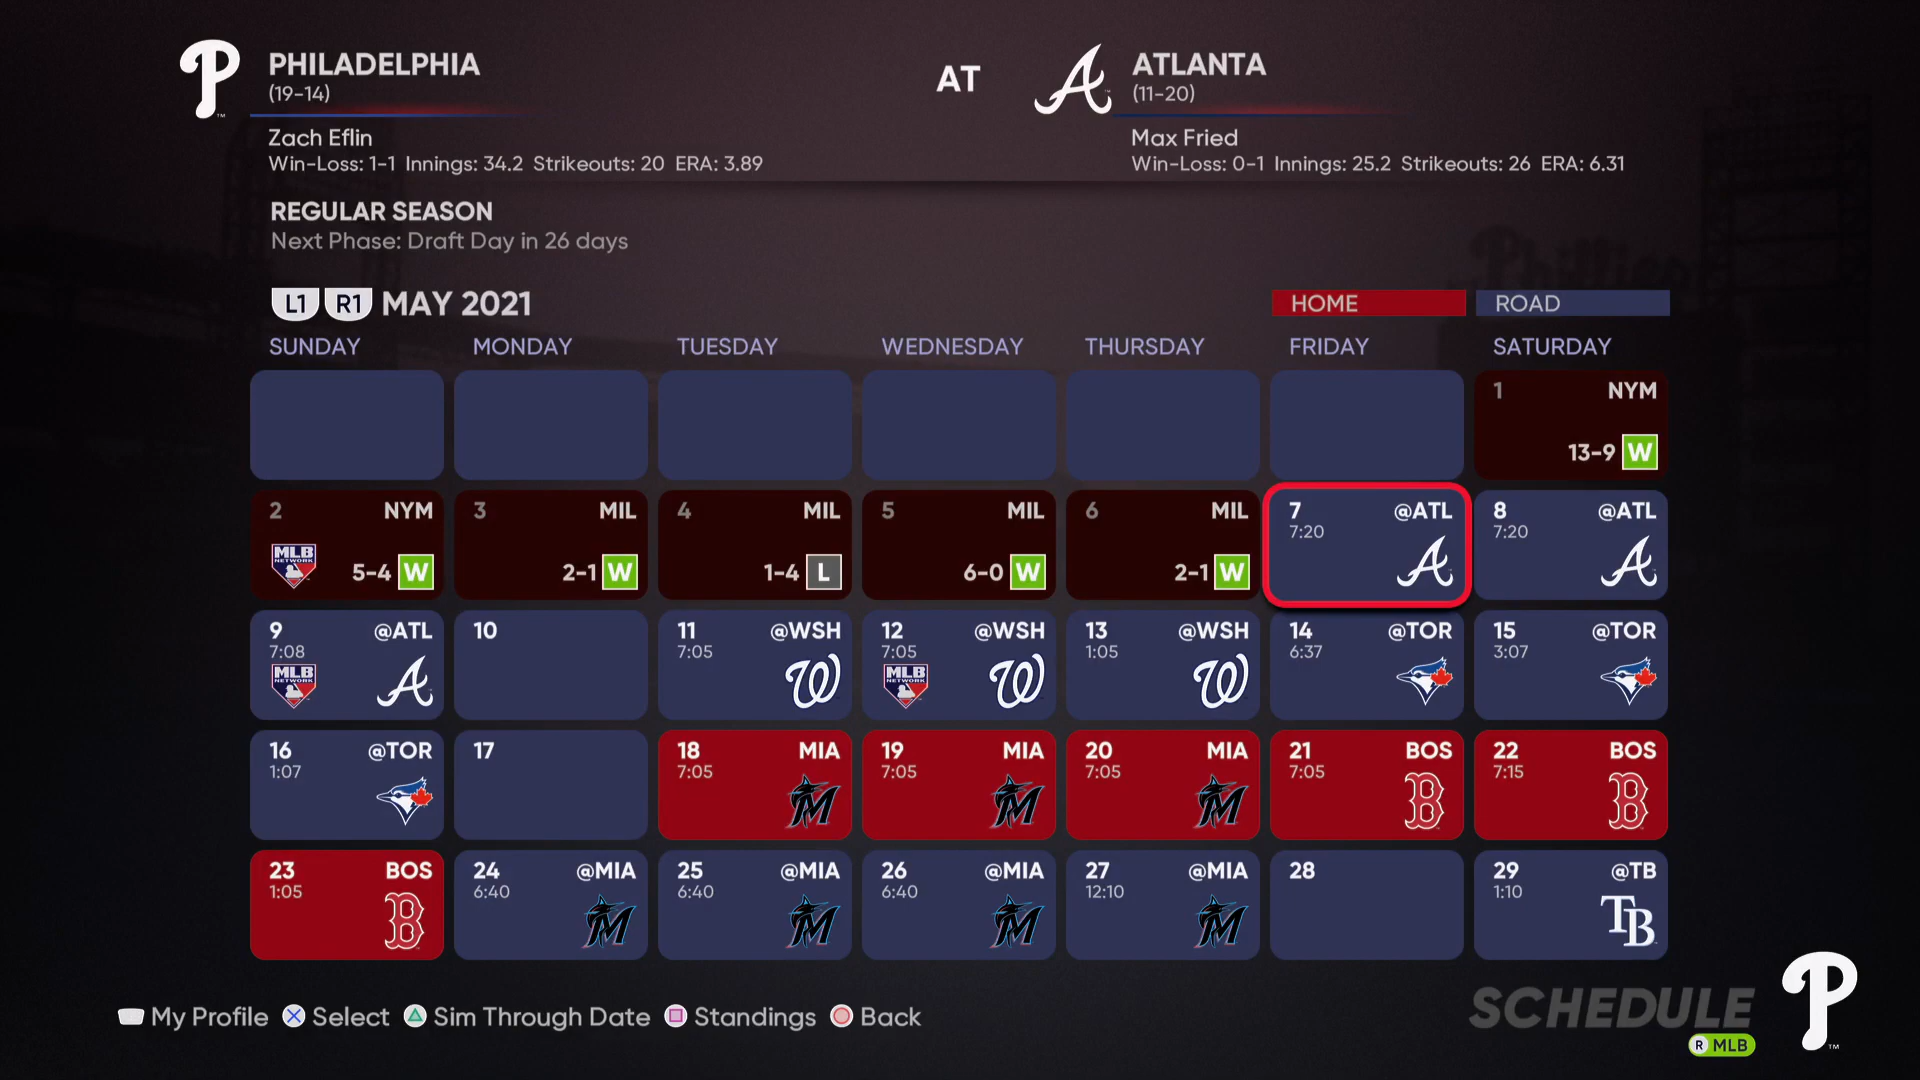 PHILADELPHIA
(19-14)
Zach Eflin
Win-Loss: 1-1 Innings: 34.2 Strikeouts: 20 ERA: 3.89
AT
ATLANTA
(11-20)
Max Fried
Win-Loss: 0-1 Innings: 25.2 Strikeouts: 26 ERA: 6.31
REGULAR SEASON
Next Phase: Draft Day in 26 days
L1 R1 MAY 2021
HOME ROAD
SUNDAY MONDAY TUESDAY WEDNESDAY THURSDAY FRIDAY SATURDAY
1 NYM
13-9 W
2 NYM
MLB NETWORK 5-4 W
3 MIL
2-1 W
4 MIL
1-4 L
5 MIL
6-0 W
6 MIL
2-1 W
7 @ATL
7:20
8 @ATL
7:20
9 @ATL
7:08
MLB NETWORK
10
11 @WSH
7:05
12 @WSH
7:05
MLB NETWORK
13 @WSH
1:05
14 @TOR
6:37
15 @TOR
3:07
16 @TOR
1:07
17
18 MIA
7:05
19 MIA
7:05
20 MIA
7:05
21 BOS
7:05
22 BOS
7:15
23 BOS
1:05
24 @MIA
6:40
25 @MIA
6:40
26 @MIA
6:40
27 @MIA
12:10
28
29 @TB
1:10
TB
My Profile Select Sim Through Date Standings Back
SCHEDULE
R MLB